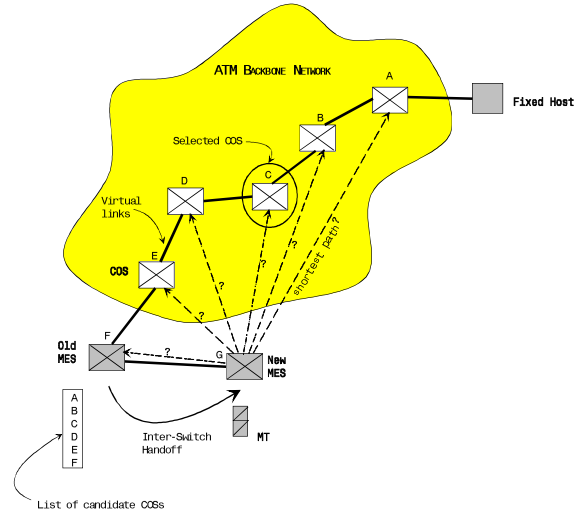 ATM BACKBONE NETWORK
A
Fixed Host
B
Selected COS
C
D
Virtual
links
?
?
shortest path?
E
COS
?
?
F
Old
MES
?
G
New
MES
A
B
C
D
E
F
MT
Inter-Switch
Handoff
List of candidate COSs